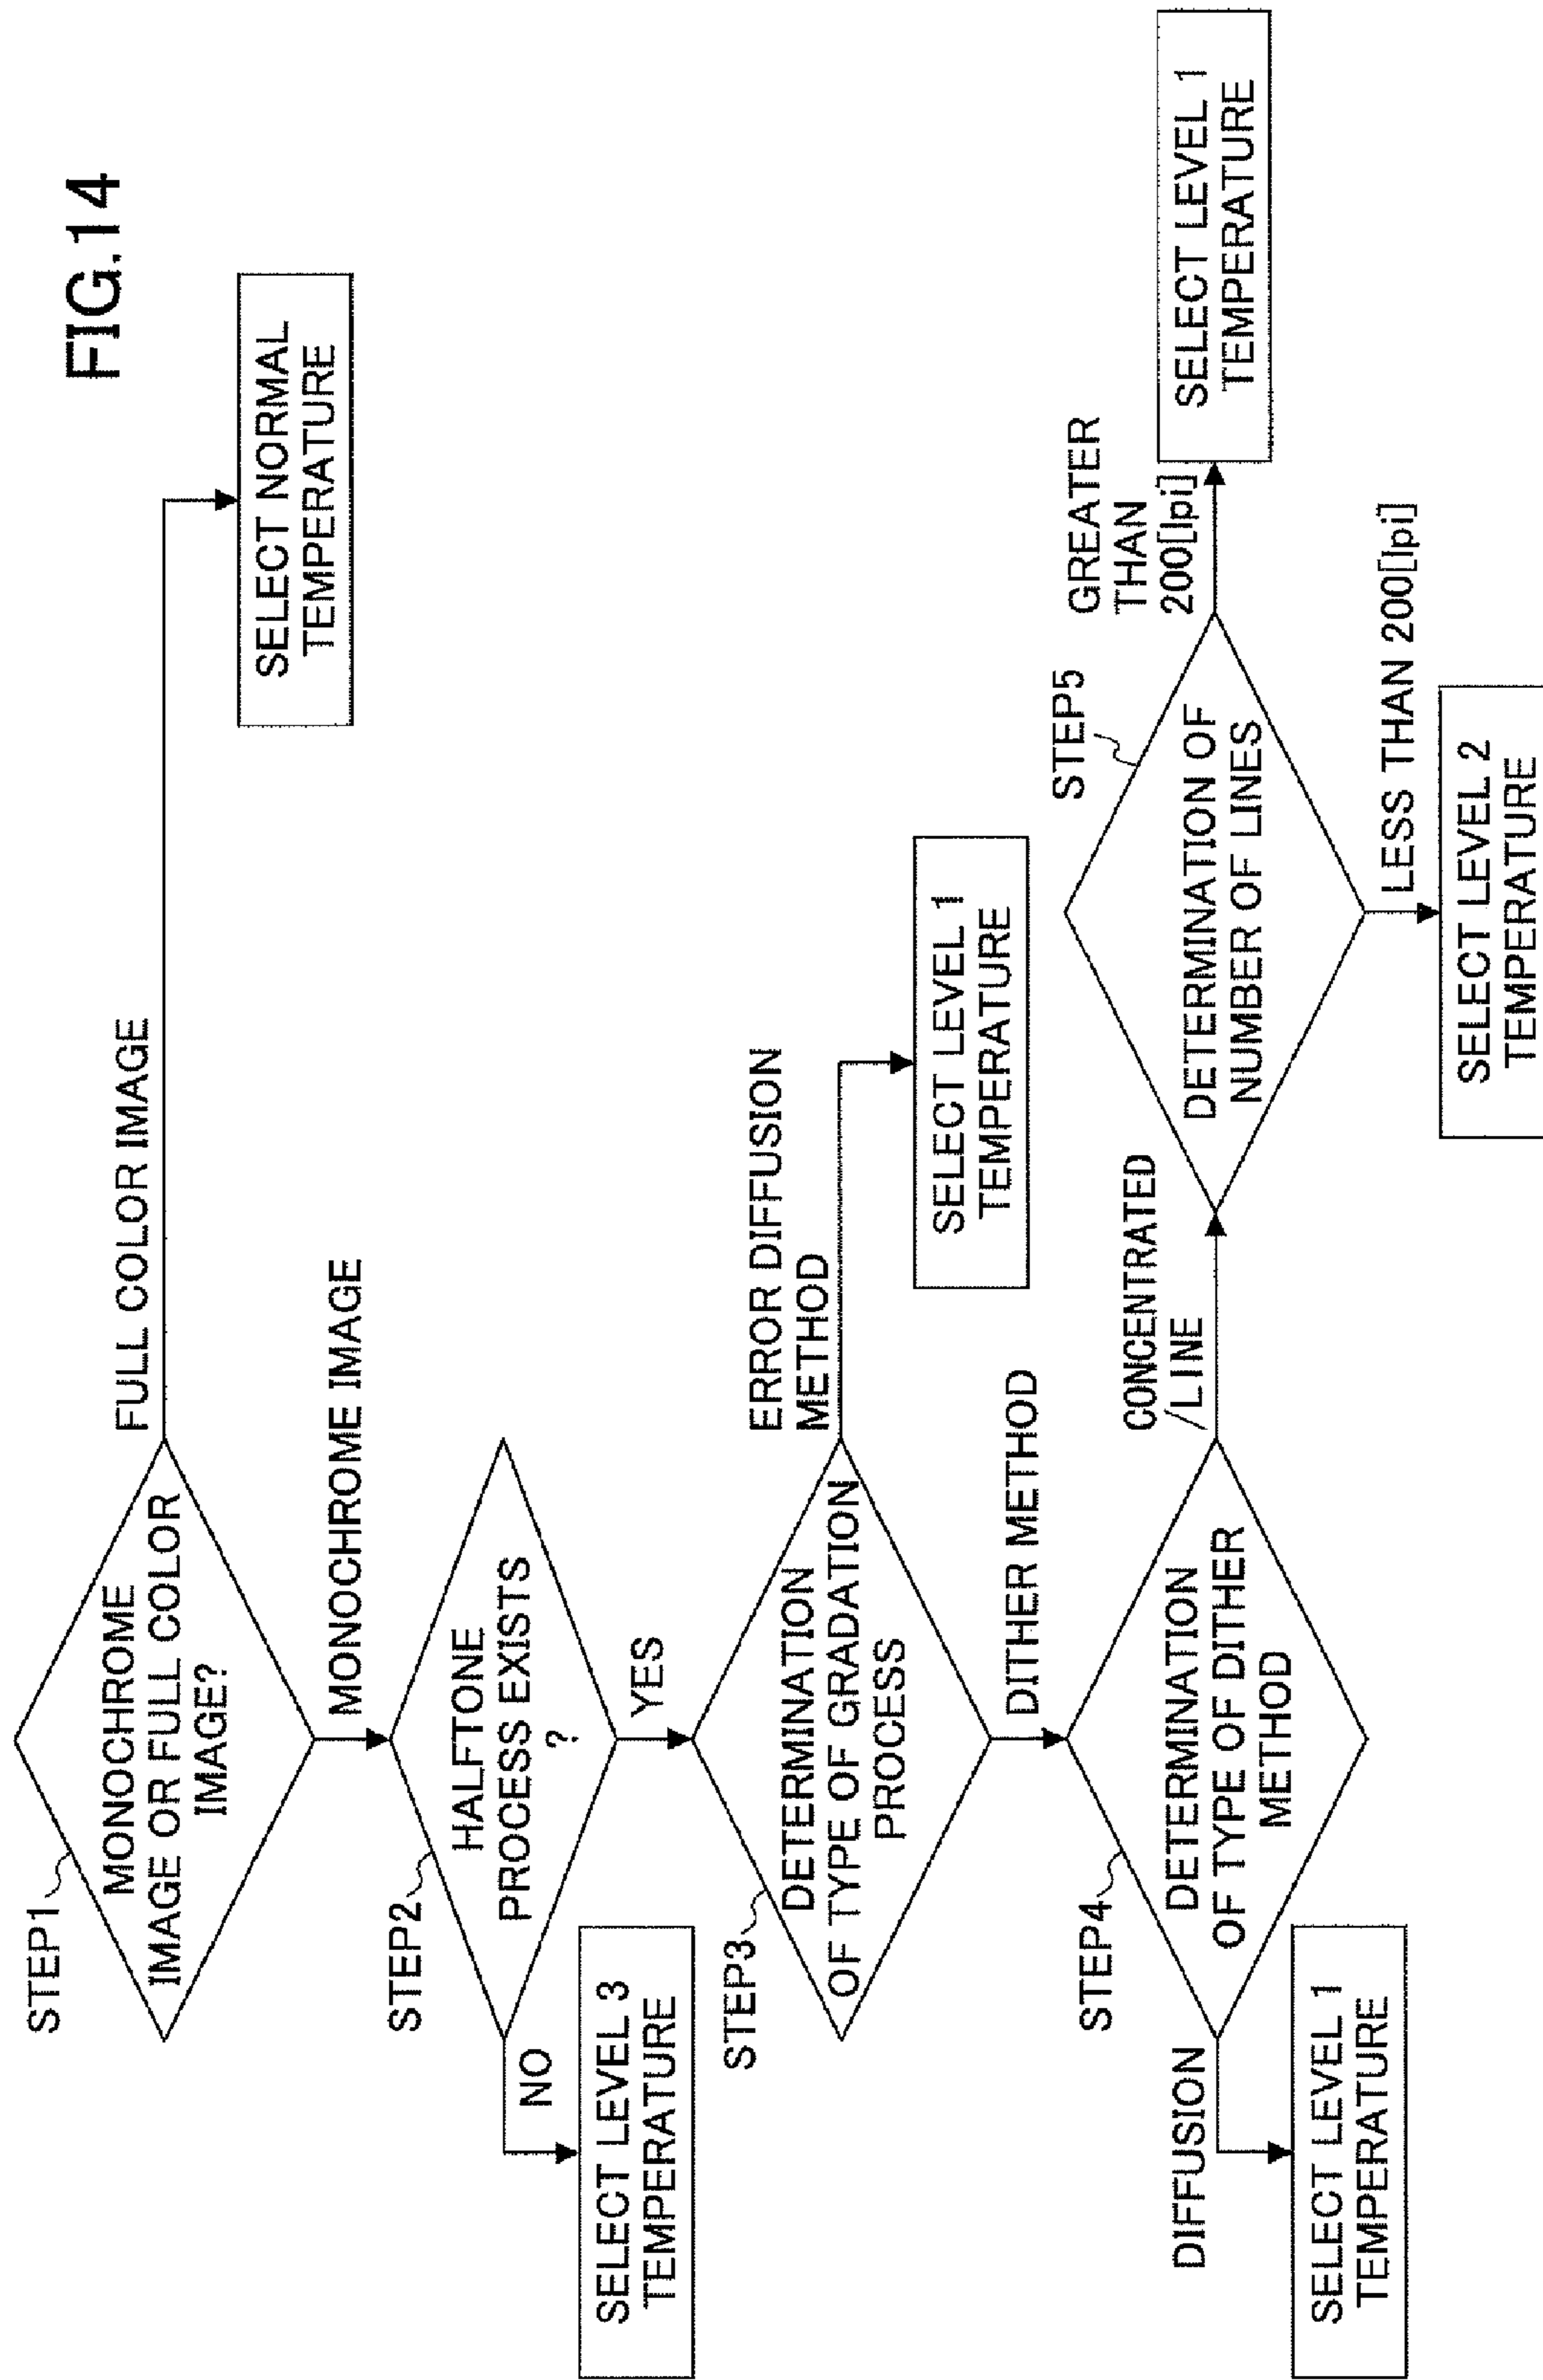 FIG.14
STEP1
MONOCHROME
IMAGE OR FULL COLOR
IMAGE?
FULL COLOR IMAGE
SELECT NORMAL
TEMPERATURE
MONOCHROME IMAGE
STEP2
HALFTONE
PROCESS EXISTS
?
NO
SELECT LEVEL 3
TEMPERATURE
YES
STEP3
DETERMINATION
OF TYPE OF GRADATION
PROCESS
ERROR DIFFUSION
METHOD
SELECT LEVEL 1
TEMPERATURE
DITHER METHOD
STEP4
DETERMINATION
OF TYPE OF DITHER
METHOD
DIFFUSION
SELECT LEVEL 1
TEMPERATURE
CONCENTRATED
/LINE
STEP5
DETERMINATION OF
NUMBER OF LINES
GREATER
THAN
200[lpi]
SELECT LEVEL 1
TEMPERATURE
LESS THAN 200[lpi]
SELECT LEVEL 2
TEMPERATURE